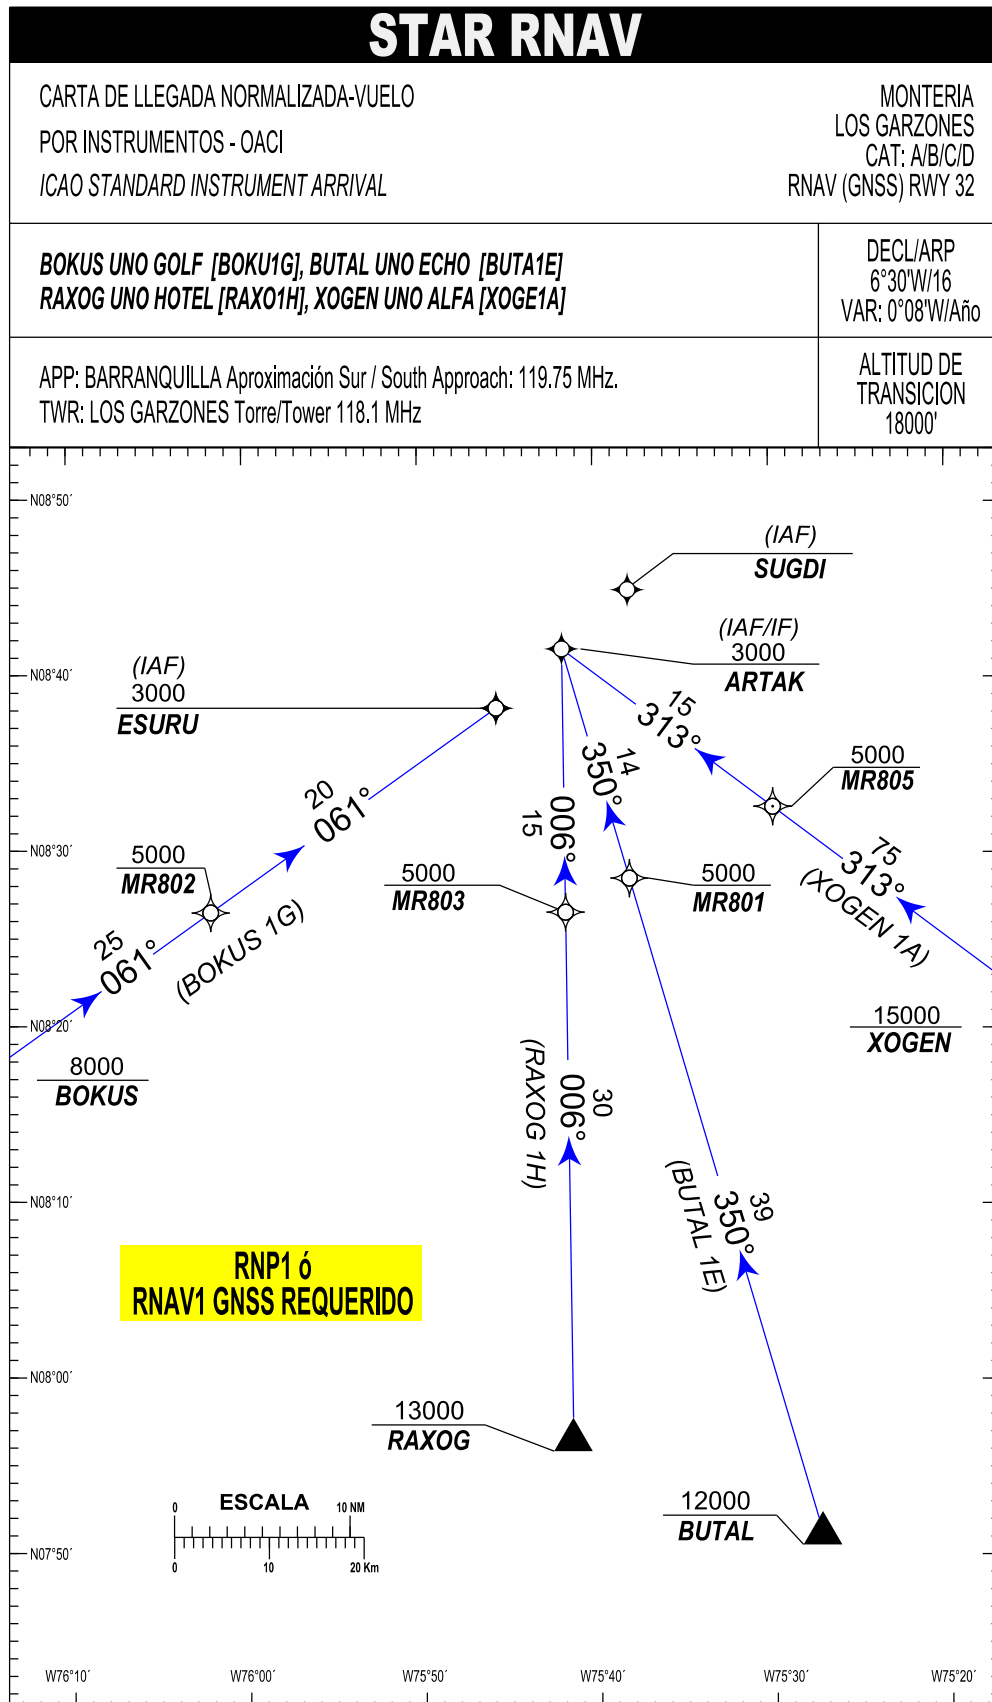 STAR RNAV
CARTA DE LLEGADA NORMALIZADA-VUELO
POR INSTRUMENTOS - OACI
ICAO STANDARD INSTRUMENT ARRIVAL
MONTERIA
LOS GARZONES
CAT: A/B/C/D
RNAV (GNSS) RWY 32
BOKUS UNO GOLF [BOKU1G], BUTAL UNO ECHO [BUTA1E]
RAXOG UNO HOTEL [RAXO1H], XOGEN UNO ALFA [XOGE1A]
DECL/ARP
6°30'W/16
VAR: 0°08'W/Año
APP: BARRANQUILLA Aproximación Sur / South Approach: 119.75 MHz.
TWR: LOS GARZONES Torre/Tower 118.1 MHz
ALTITUD DE
TRANSICION
18000'
N08°50´
(IAF)
SUGDI
(IAF/IF)
3000
ARTAK
N08°40´
(IAF)
3000
ESURU
15
313°
14
350°
5000
MR805
20
061°
006°
15
N08°30´
5000
MR802
5000
MR803
5000
MR801
75
313°
(XOGEN 1A)
25
061°
(BOKUS 1G)
N08°20´
15000
XOGEN
8000
BOKUS
(RAXOG 1H)
30
006°
N08°10´
(BUTAL 1E)
39
350°
RNP1 ó
RNAV1 GNSS REQUERIDO
N08°00´
13000
RAXOG
12000
BUTAL
ESCALA
0
10 NM
0
10
20 Km
N07°50´
W76°10´
W76°00´
W75°50´
W75°40´
W75°30´
W75°20´